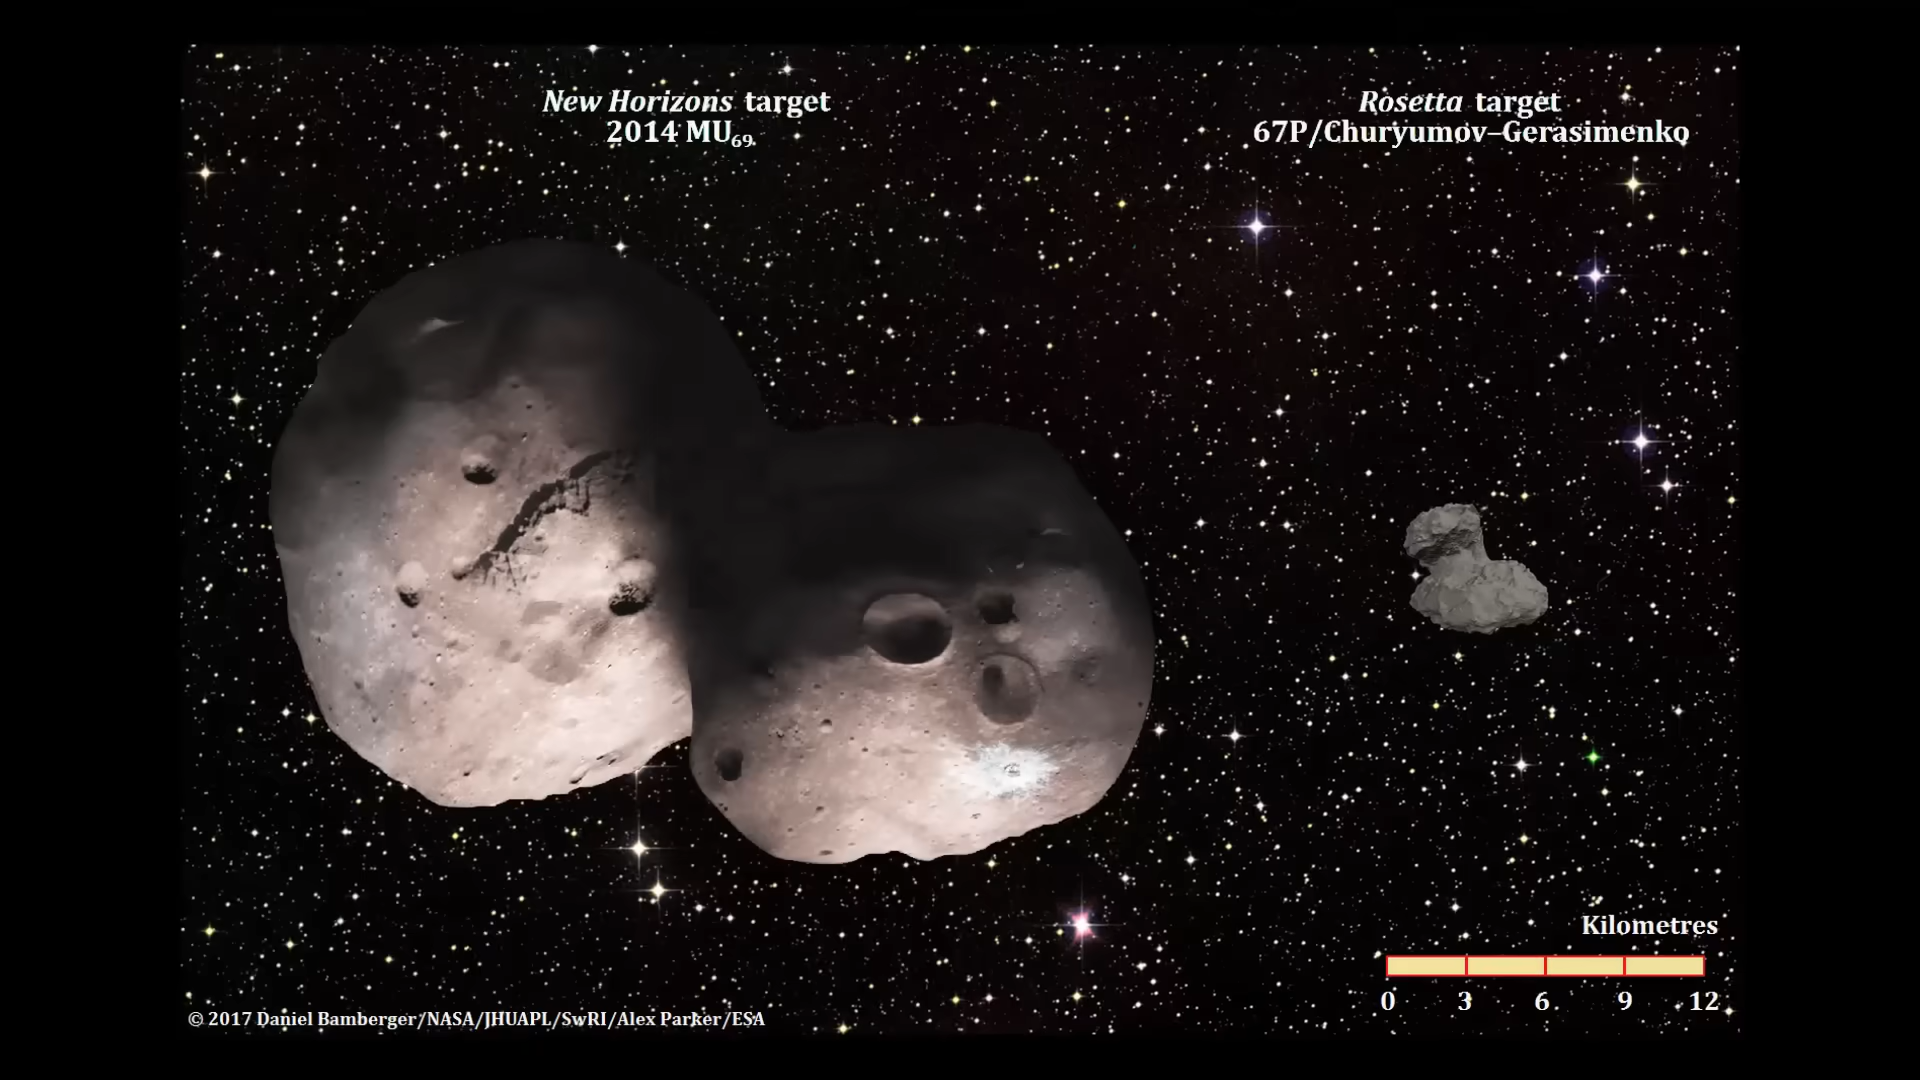 New Horizons target
2014 MU69
Rosetta target
67P/Churyumov–Gerasimenko
Kilometres
0 3 6 9 12
© 2017 Daniel Bamberger/NASA/JHUAPL/SwRI/Alex Parker/ESA